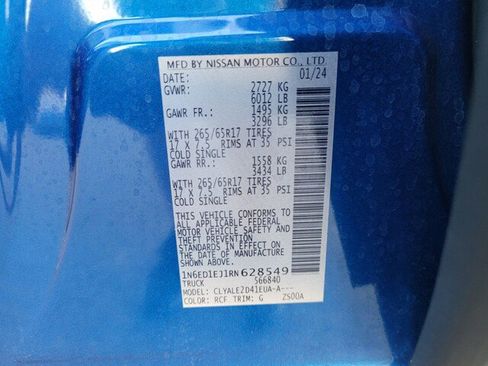 MFD BY NISSAN MOTOR CO., LTD.
DATE: 01/24
GVWR: 2727 KG
6012 LB
GAWR FR.: 1495 KG
3296 LB
WITH 265/65R17 TIRES
17 X 7.5 RIMS AT 35 PSI
COLD SINGLE
GAWR RR.: 1558 KG
3434 LB
WITH 265/65R17 TIRES
17 X 7.5 RIMS AT 35 PSI
COLD SINGLE
THIS VEHICLE CONFORMS TO
ALL APPLICABLE FEDERAL
MOTOR VEHICLE SAFETY AND THEFT
STANDARDS IN EFFECT ON
THE DATE OF MANUFACTURE
SHOWN ABOVE.
1N6ED1EJ1RN628549
TRUCK 566840
MODEL: CLYALEZD41EUA-A---
COLOR: RCF TRIM: G ZS00A